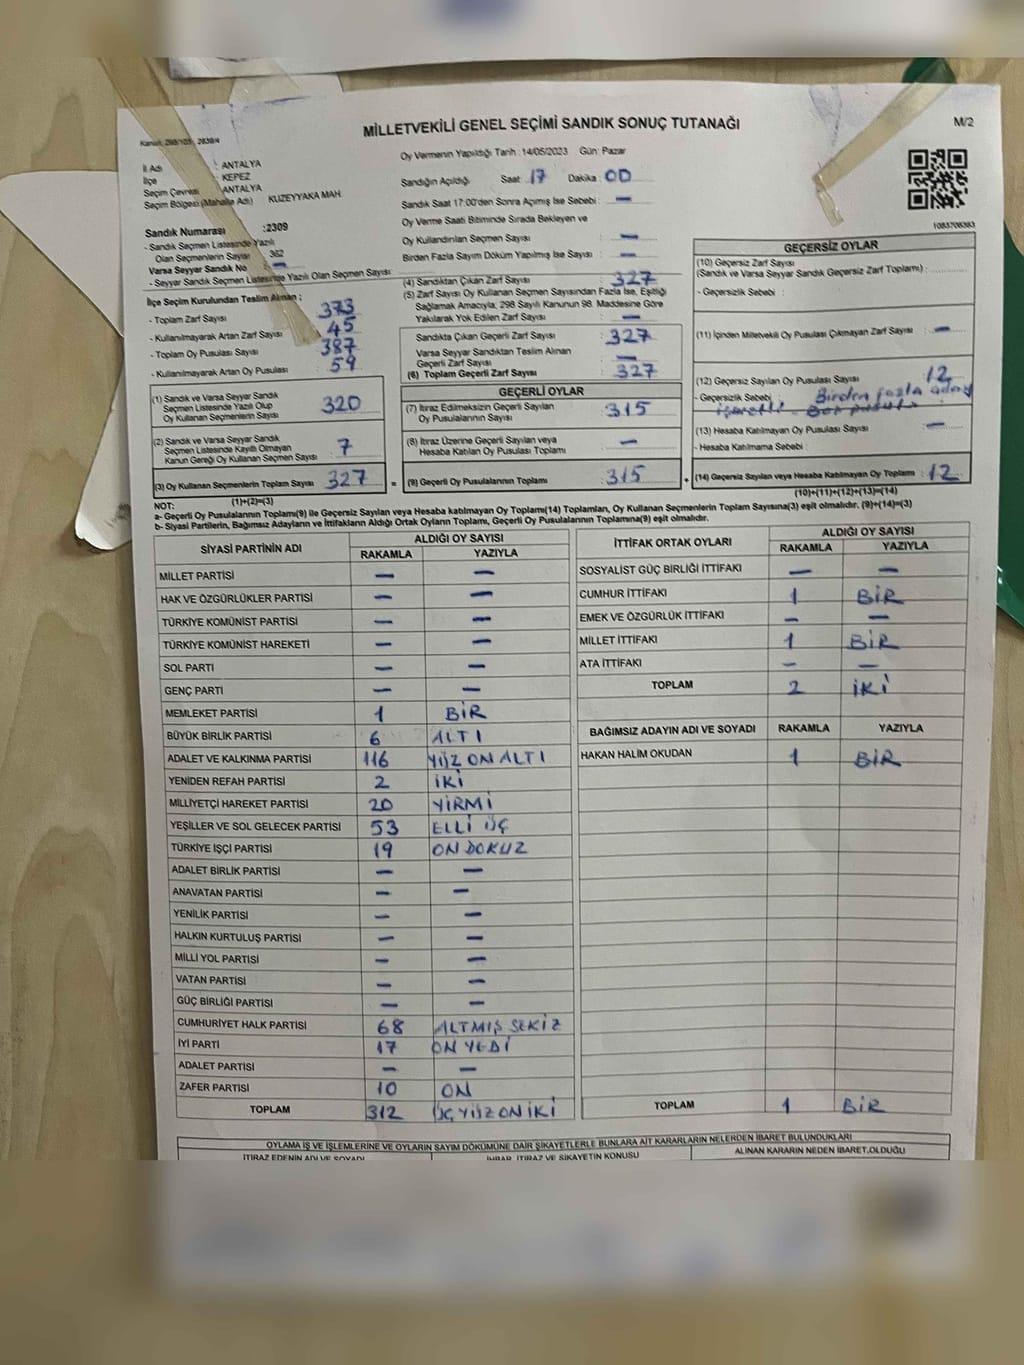 MİLLETVEKİLİ GENEL SEÇİMİ SANDIK SONUÇ TUTANAĞI
M/2
İl Adı : ANTALYA
İlçe : KEPEZ
Seçim Çevresi : ANTALYA
Seçim Bölgesi (Mahalle Adı) KUZEYYAKA MAH
Sandık Numarası :2309
- Sandık Seçmen Listesinde Yazılı
Olan Seçmenlerin Sayısı 362
Varsa Seyyar Sandık No —
- Seyyar Sandık Seçmen Listesinde Yazılı Olan Seçmen Sayısı
İlçe Seçim Kurulundan Teslim Alınan ;
- Toplam Zarf Sayısı 373
- Kullanılmayarak Artan Zarf Sayısı 45
- Toplam Oy Pusulası Sayısı 387
- Kullanılmayarak Artan Oy Pusulası : 59
(1) Sandık ve Varsa Seyyar Sandık
Seçmen Listesinde Yazılı Olup
Oy Kullanan Seçmenlerin Sayısı 320
(2) Sandık ve Varsa Seyyar Sandık
Seçmen Listesinde Kayıtlı Olmayan
Kanun Gereği Oy Kullanan Seçmen Sayısı 7
(3) Oy Kullanan Seçmenlerin Toplam Sayısı 327
(1)+(2)=(3)
Oy Vermenin Yapıldığı Tarih :14/05/2023 Gün: Pazar
Sandığın Açıldığı Saat 17 Dakika : 00
Sandık Saat 17:00'den Sonra Açımış İse Sebebi : —
Oy Verme Saati Bitiminde Sırada Bekleyen ve
Oy Kullandırılan Seçmen Sayısı : —
Birden Fazla Sayım Döküm Yapılmış İse Sayısı : —
(4) Sandıktan Çıkan Zarf Sayısı : 327
(5) Zarf Sayısı Oy Kullanan Seçmen Sayısından Fazla İse, Eşitliği
Sağlamak Amacıyla, 298 Sayılı Kanunun 98. Maddesine Göre
Yakılarak Yok Edilen Zarf Sayısı : —
Sandıkta Çıkan Geçerli Zarf Sayısı : 327
Varsa Seyyar Sandıktan Teslim Alınan
Geçerli Zarf Sayısı —
(6) Toplam Geçerli Zarf Sayısı : 327
GEÇERLİ OYLAR
(7) İtiraz Edilmeksizin Geçerli Sayılan
Oy Pusulasının Sayısı : 315
(8) İtiraz Üzerine Geçerli Sayılan veya
Hesaba Katılan Oy Pusulası Toplamı —
= (9) Geçerli Oy Pusulalarının Toplamı : 315
1083706363
GEÇERSİZ OYLAR
(10) Geçersiz Zarf Sayısı
(Sandık ve Varsa Seyyar Sandık Geçersiz Zarf Toplamı) :
- Geçersizlik Sebebi :
(11) İçinden Milletvekili Oy Pusulası Çıkmayan Zarf Sayısı : —
(12) Geçersiz Sayılan Oy Pusulası Sayısı : 12
- Geçersizlik Sebebi : Birden fazla aday
(13) Hesaba Katılmayan Oy Pusulası Sayısı : —
- Hesaba Katılmama Sebebi :
+ (14) Geçersiz Sayılan veya Hesaba Katılmayan Oy Toplamı : 12
(10)+(11)+(12)+(13)=(14)
NOT:
a- Geçerli Oy Pusulalarının Toplamı(9) ile Geçersiz Sayılan veya Hesaba katılmayan Oy Toplamı(14) Toplamları, Oy Kullanan Seçmenlerin Toplam Sayısına(3) eşit olmalıdır. (9)+(14)=(3)
b- Siyasi Partilerin, Bağımsız Adayların ve İttifakların Aldığı Ortak Oyların Toplamı, Geçerli Oy Pusulalarının Toplamına(9) eşit olmalıdır.
SİYASİ PARTİNİN ADI ALDIĞI OY SAYISI
RAKAMLA YAZIYLA
MİLLET PARTİSİ — —
HAK VE ÖZGÜRLÜKLER PARTİSİ — —
TÜRKİYE KOMÜNİST PARTİSİ — —
TÜRKİYE KOMÜNİST HAREKETİ — —
SOL PARTİ — —
GENÇ PARTİ — —
MEMLEKET PARTİSİ 1 BİR
BÜYÜK BİRLİK PARTİSİ 6 ALTI
ADALET VE KALKINMA PARTİSİ 116 YÜZ ON ALTI
YENİDEN REFAH PARTİSİ 2 İKİ
MİLLİYETÇİ HAREKET PARTİSİ 20 YİRMİ
YEŞİLLER VE SOL GELECEK PARTİSİ 53 ELLİ ÜÇ
TÜRKİYE İŞÇİ PARTİSİ 19 ON DOKUZ
ADALET BİRLİK PARTİSİ — —
ANAVATAN PARTİSİ — —
YENİLİK PARTİSİ — —
HALKIN KURTULUŞ PARTİSİ — —
MİLLİ YOL PARTİSİ — —
VATAN PARTİSİ — —
GÜÇ BİRLİĞİ PARTİSİ — —
CUMHURİYET HALK PARTİSİ 68 ALTMIŞ SEKİZ
İYİ PARTİ 17 ON YEDİ
ADALET PARTİSİ — —
ZAFER PARTİSİ 10 ON
TOPLAM 312 ÜÇ YÜZ ON İKİ
İTTİFAK ORTAK OYLARI ALDIĞI OY SAYISI
RAKAMLA YAZIYLA
SOSYALİST GÜÇ BİRLİĞİ İTTİFAKI — —
CUMHUR İTTİFAKI 1 BİR
EMEK VE ÖZGÜRLÜK İTTİFAKI — —
MİLLET İTTİFAKI 1 BİR
ATA İTTİFAKI — —
TOPLAM 2 İKİ
BAĞIMSIZ ADAYIN ADI VE SOYADI RAKAMLA YAZIYLA
HAKAN HALİM OKUDAN 1 BİR
TOPLAM 1 BİR
OYLAMA İŞ VE İŞLEMLERİNE VE OYLARIN SAYIM DÖKÜMÜNE DAİR ŞİKAYETLERLE BUNLARA AİT KARARLARIN NELERDEN İBARET BULUNDUKLARI
İTİRAZ EDENİN ADI VE SOYADI İHBAR, İTİRAZ VE ŞİKAYETİN KONUSU ALINAN KARARIN NEDEN İBARET OLDUĞU